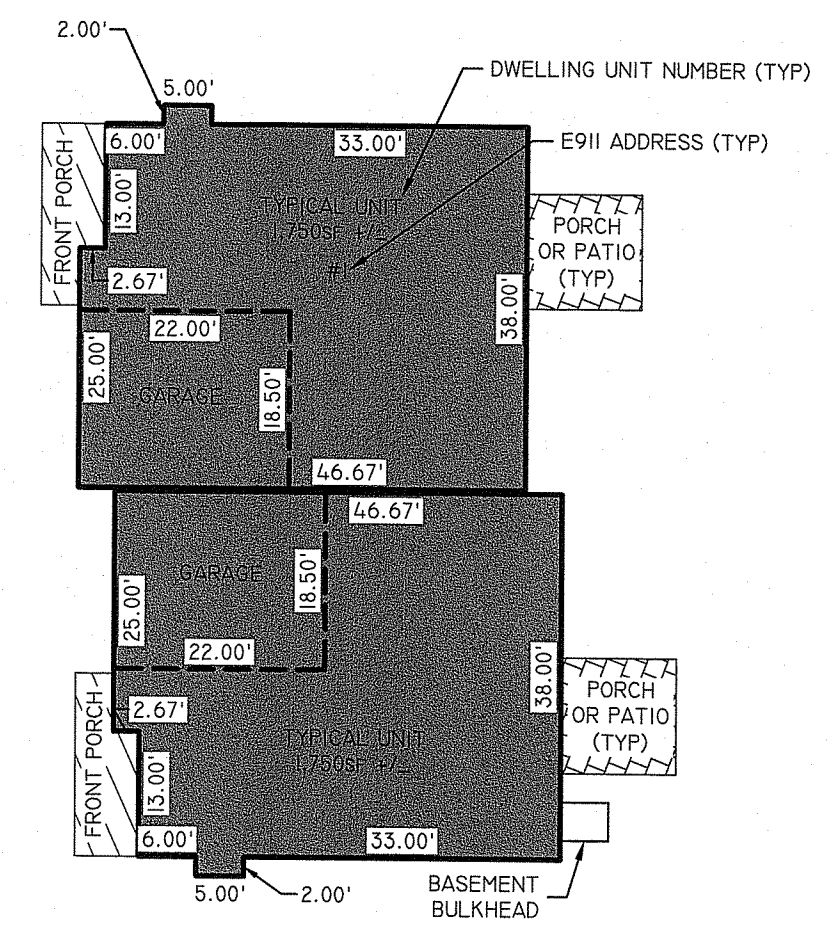 2.00'
5.00'
DWELLING UNIT NUMBER (TYP)
6.00'
33.00'
E911 ADDRESS (TYP)
FRONT PORCH
13.00'
TYPICAL UNIT
1,750SF +/-
#1
PORCH
OR PATIO
(TYP)
2.67'
22.00'
38.00'
25.00'
GARAGE
18.50'
46.67'
46.67'
GARAGE
18.50'
25.00'
22.00'
38.00'
2.67'
PORCH
OR PATIO
(TYP)
FRONT PORCH
TYPICAL UNIT
1,750SF +/-
13.00'
6.00'
33.00'
5.00'
2.00'
BASEMENT
BULKHEAD